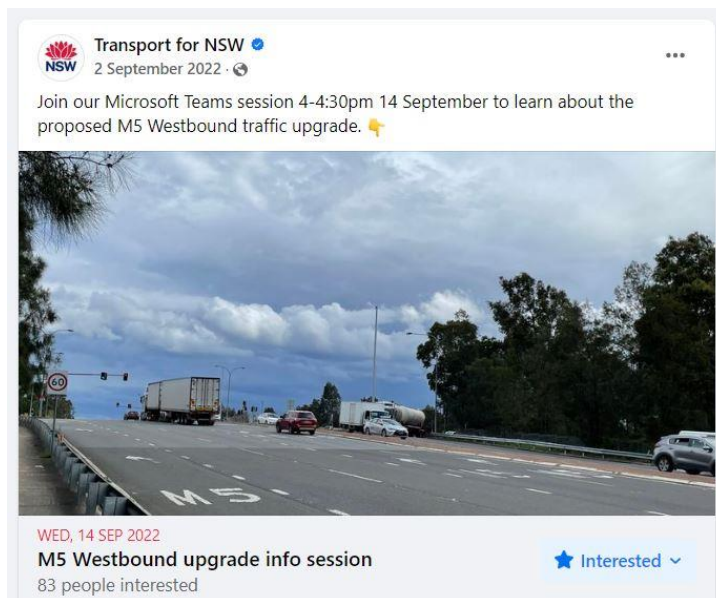 NSW
Transport for NSW
2 September 2022 ·
Join our Microsoft Teams session 4-4:30pm 14 September to learn about the
proposed M5 Westbound traffic upgrade.
60
M5
WED, 14 SEP 2022
M5 Westbound upgrade info session
83 people interested
Interested